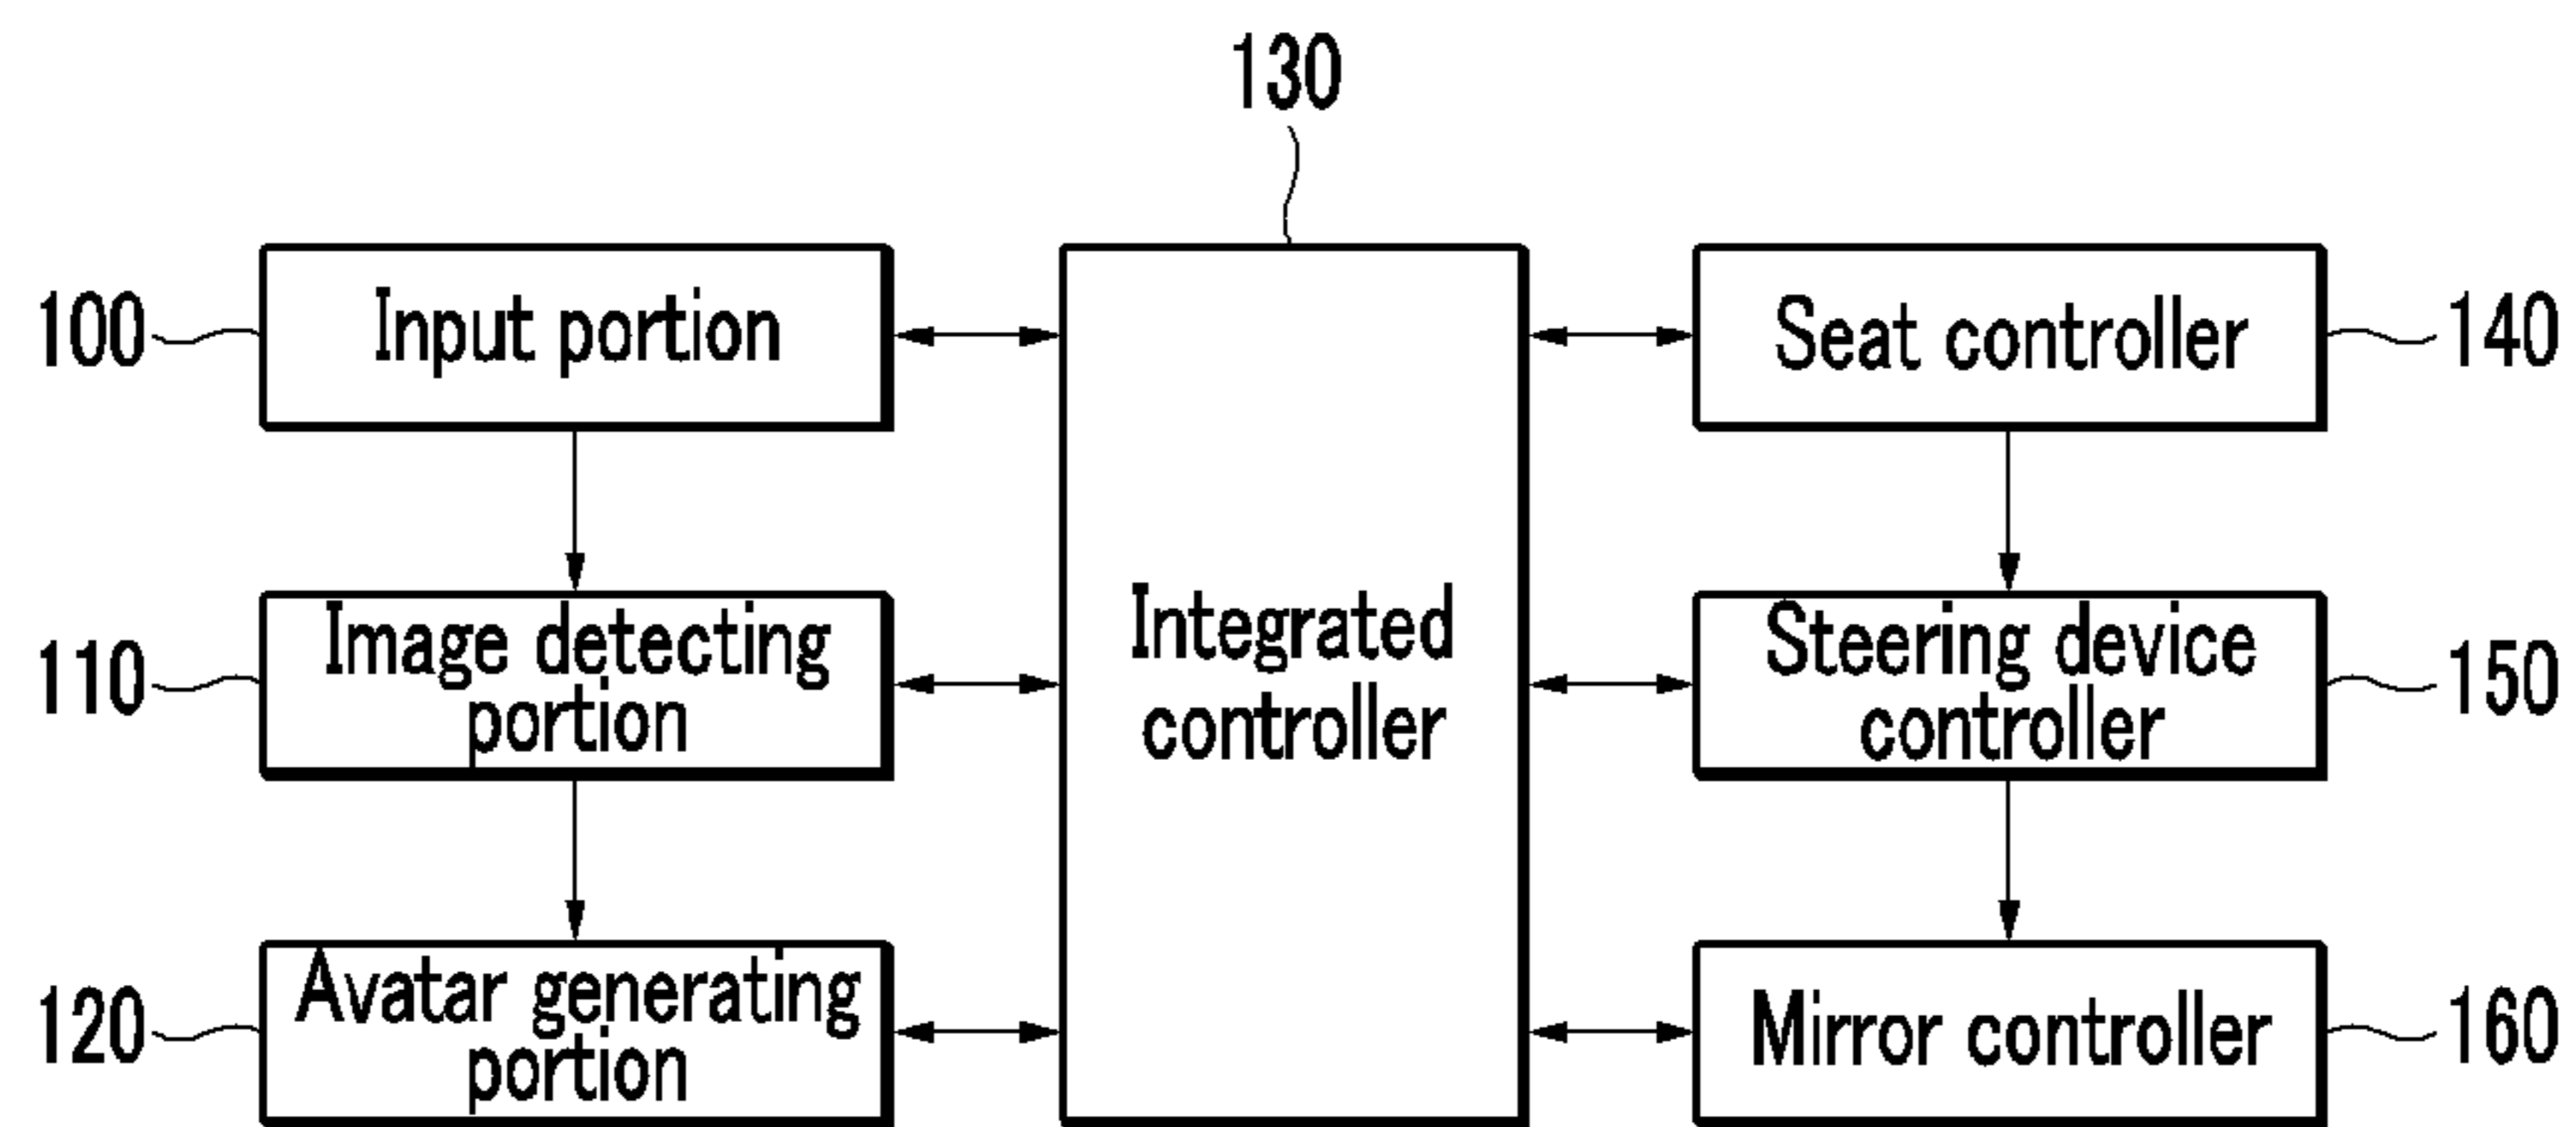 130
100
Input portion
Seat controller
140
110
Image detecting
portion
Integrated
controller
Steering device
controller
150
120
Avatar generating
portion
Mirror controller
160